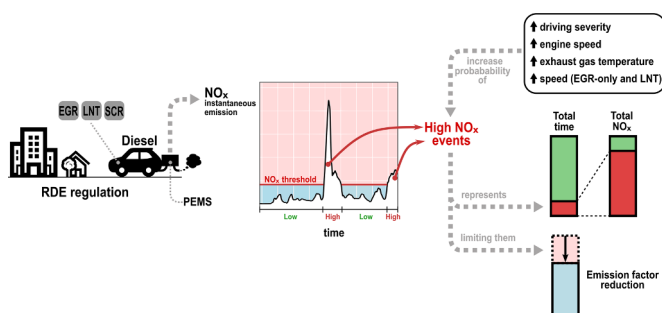 driving severity
engine speed
exhaust gas temperature
speed (EGR-only and LNT)
increase
probabability of
NOx
instantaneous
emission
EGR LNT SCR
Diesel
RDE regulation
PEMS
NOx threshold
Low
High
Low
High
time
High NOx
events
Total
time
Total
NOx
represents
limiting them
Emission factor
reduction